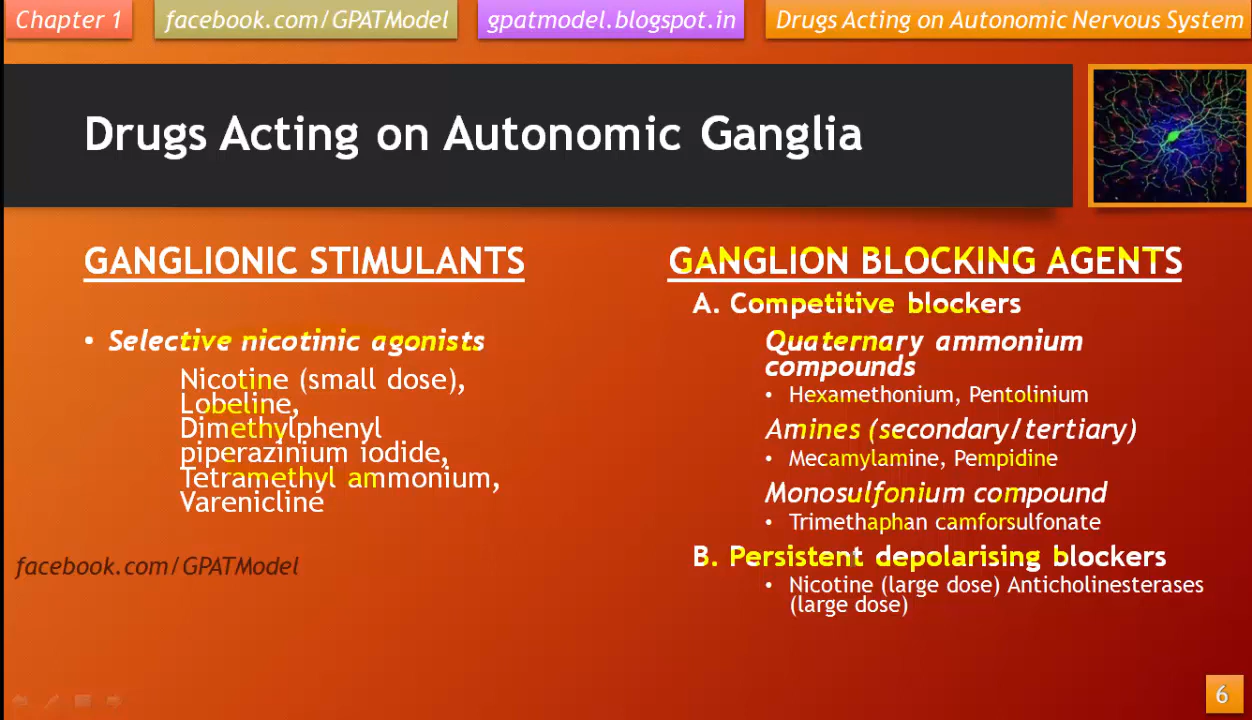 Chapter 1
facebook.com/GPATModel
gpatmodel.blogspot.in
Drugs Acting on Autonomic Nervous System
Drugs Acting on Autonomic Ganglia
GANGLIONIC STIMULANTS
• Selective nicotinic agonists
Nicotine (small dose),
Lobeline,
Dimethylphenyl
piperazinium iodide,
Tetramethyl ammonium,
Varenicline
facebook.com/GPATModel
GANGLION BLOCKING AGENTS
A. Competitive blockers
Quaternary ammonium
compounds
• Hexamethonium, Pentolinium
Amines (secondary/tertiary)
• Mecamylamine, Pempidine
Monosulfonium compound
• Trimethaphan camforsulfonate
B. Persistent depolarising blockers
• Nicotine (large dose) Anticholinesterases
(large dose)
6